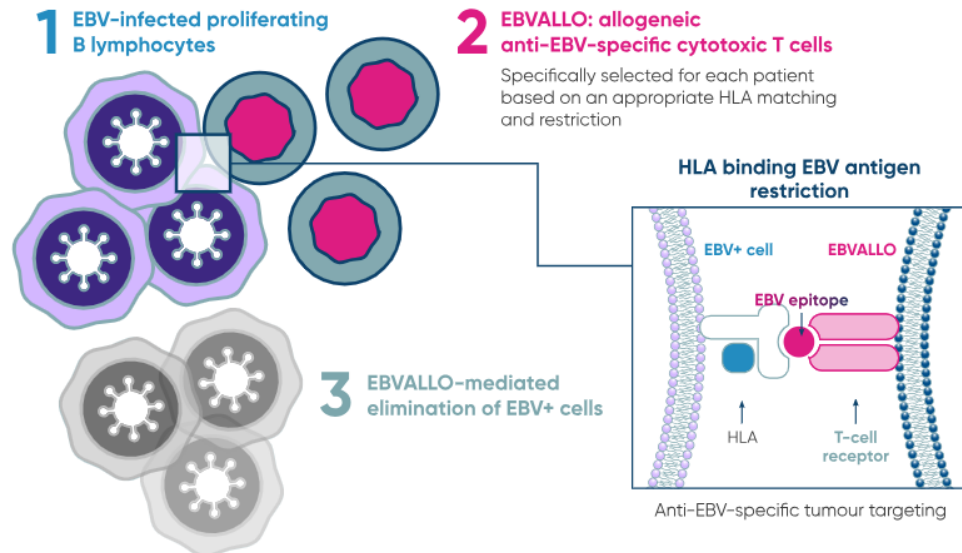 1
EBV-infected proliferating
B lymphocytes
2
EBVALLO: allogeneic
anti-EBV-specific cytotoxic T cells
Specifically selected for each patient
based on an appropriate HLA matching
and restriction
HLA binding EBV antigen
restriction
EBV+ cell
EBVALLO
EBV epitope
HLA
T-cell
receptor
Anti-EBV-specific tumour targeting
3
EBVALLO-mediated
elimination of EBV+ cells